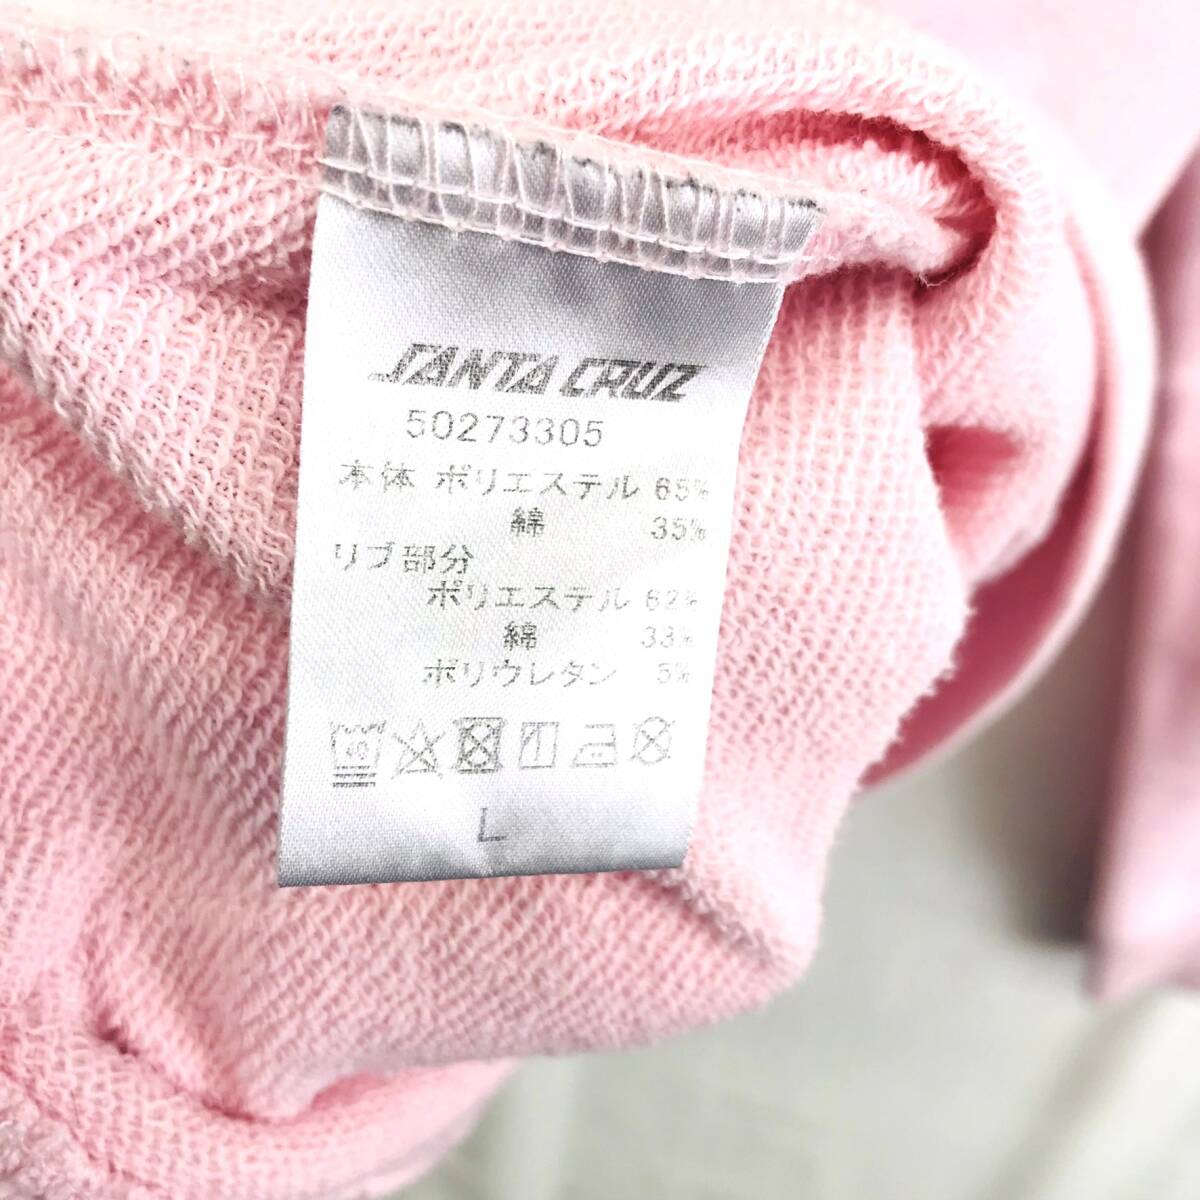 SANTA CRUZ
50273305
本体 ポリエステル 65%
綿 35%
リブ部分
ポリエステル 62%
綿 33%
ポリウレタン 5%
40
L